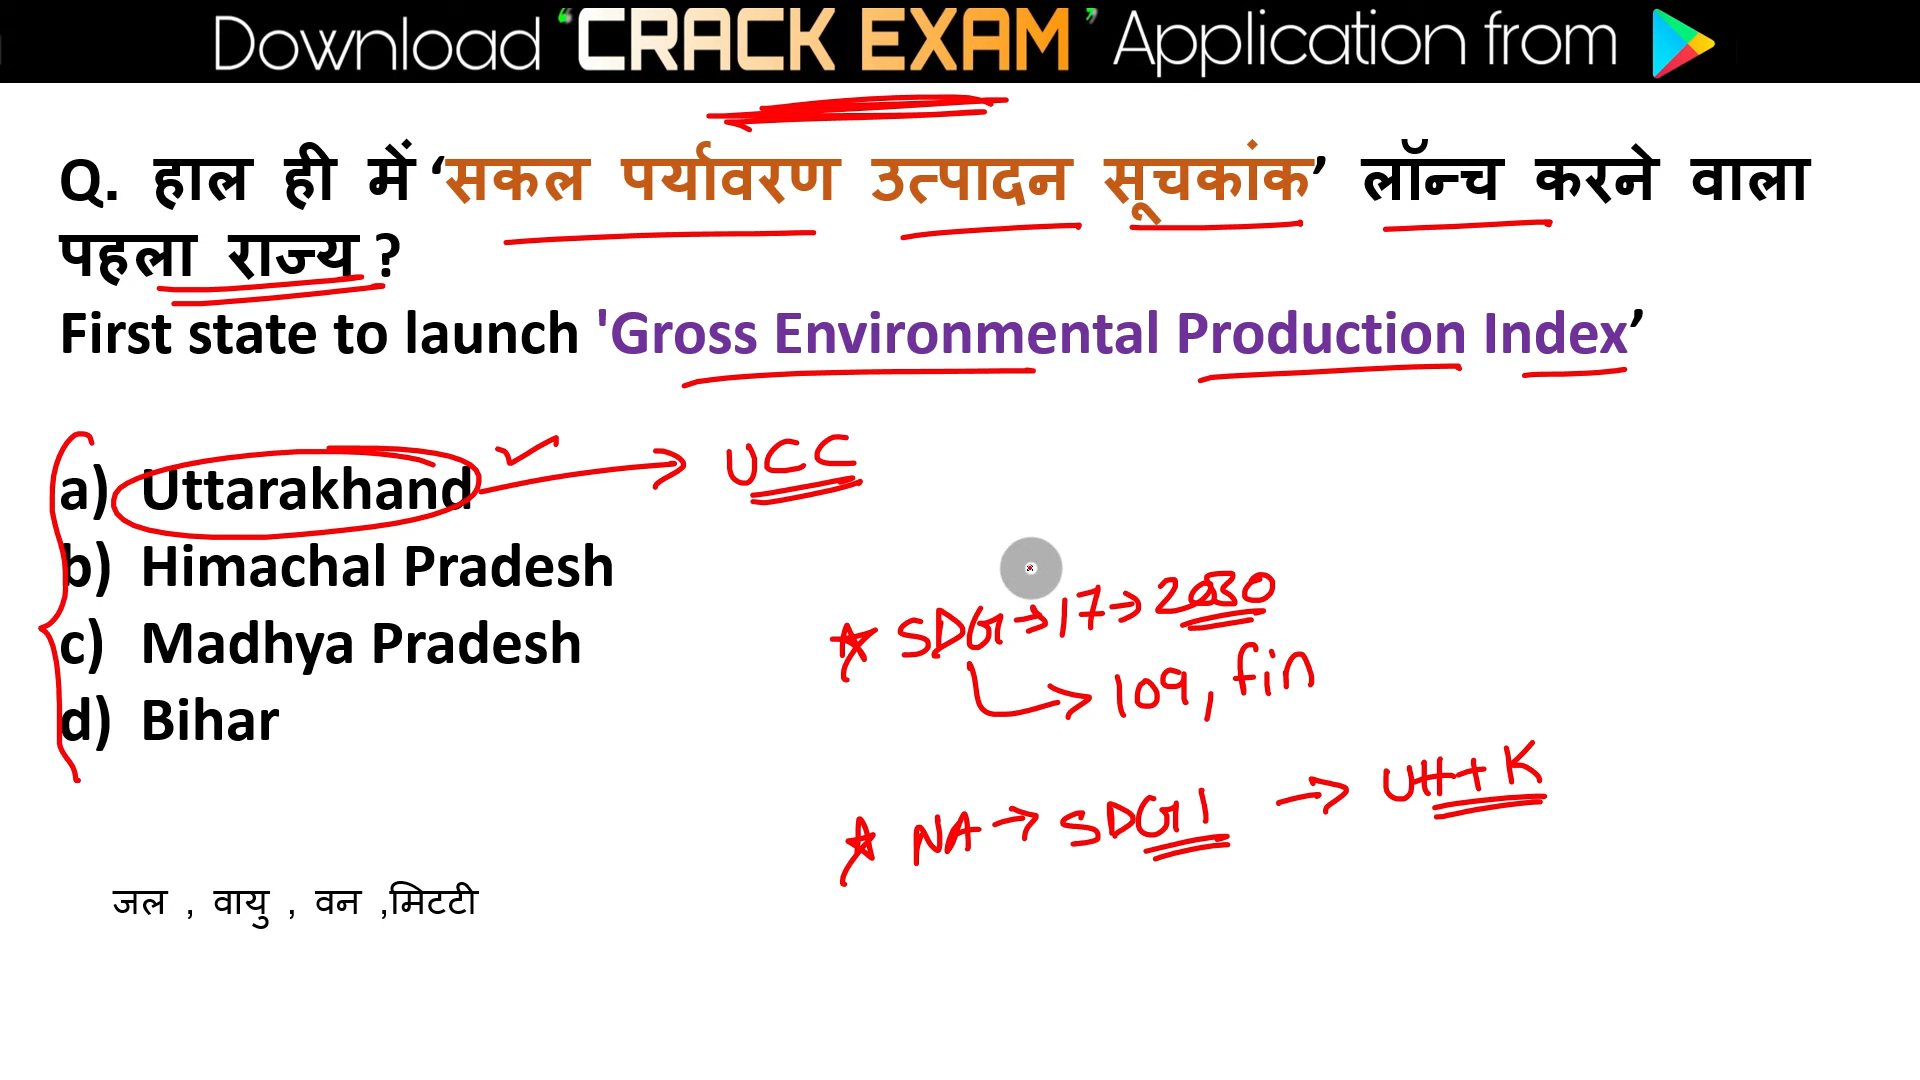 Download ‘CRACK EXAM’ Application from
Q. हाल ही में ‘सकल पर्यावरण उत्पादन सूचकांक’ लॉन्च करने वाला
पहला राज्य ?
First state to launch 'Gross Environmental Production Index’
a) Uttarakhand → UCC
b) Himachal Pradesh
c) Madhya Pradesh
d) Bihar
SDG → 17 → 2030
→ 109, fin
NA → SDG I → Utt + K
जल , वायु , वन ,मिटटी